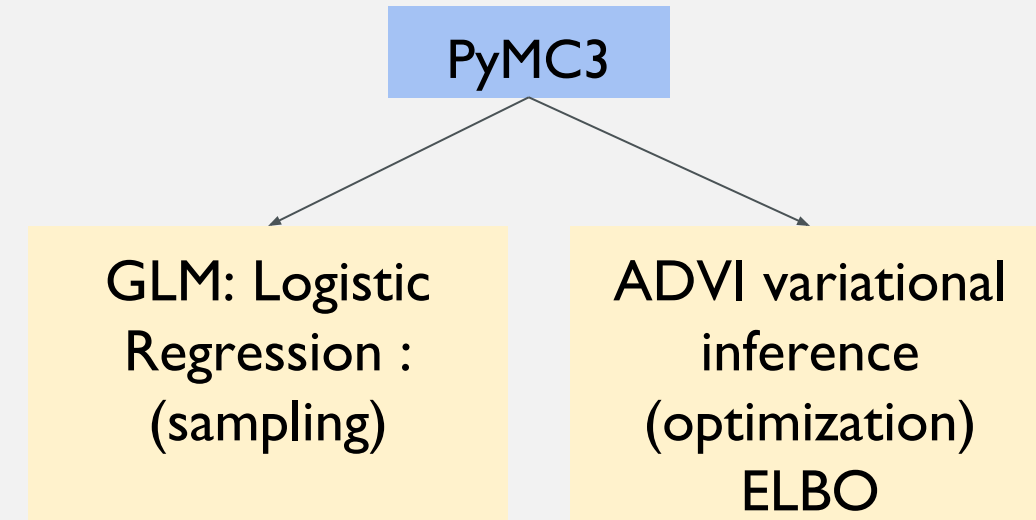 PyMC3
GLM: Logistic
Regression :
(sampling)
ADVI variational
inference
(optimization)
ELBO